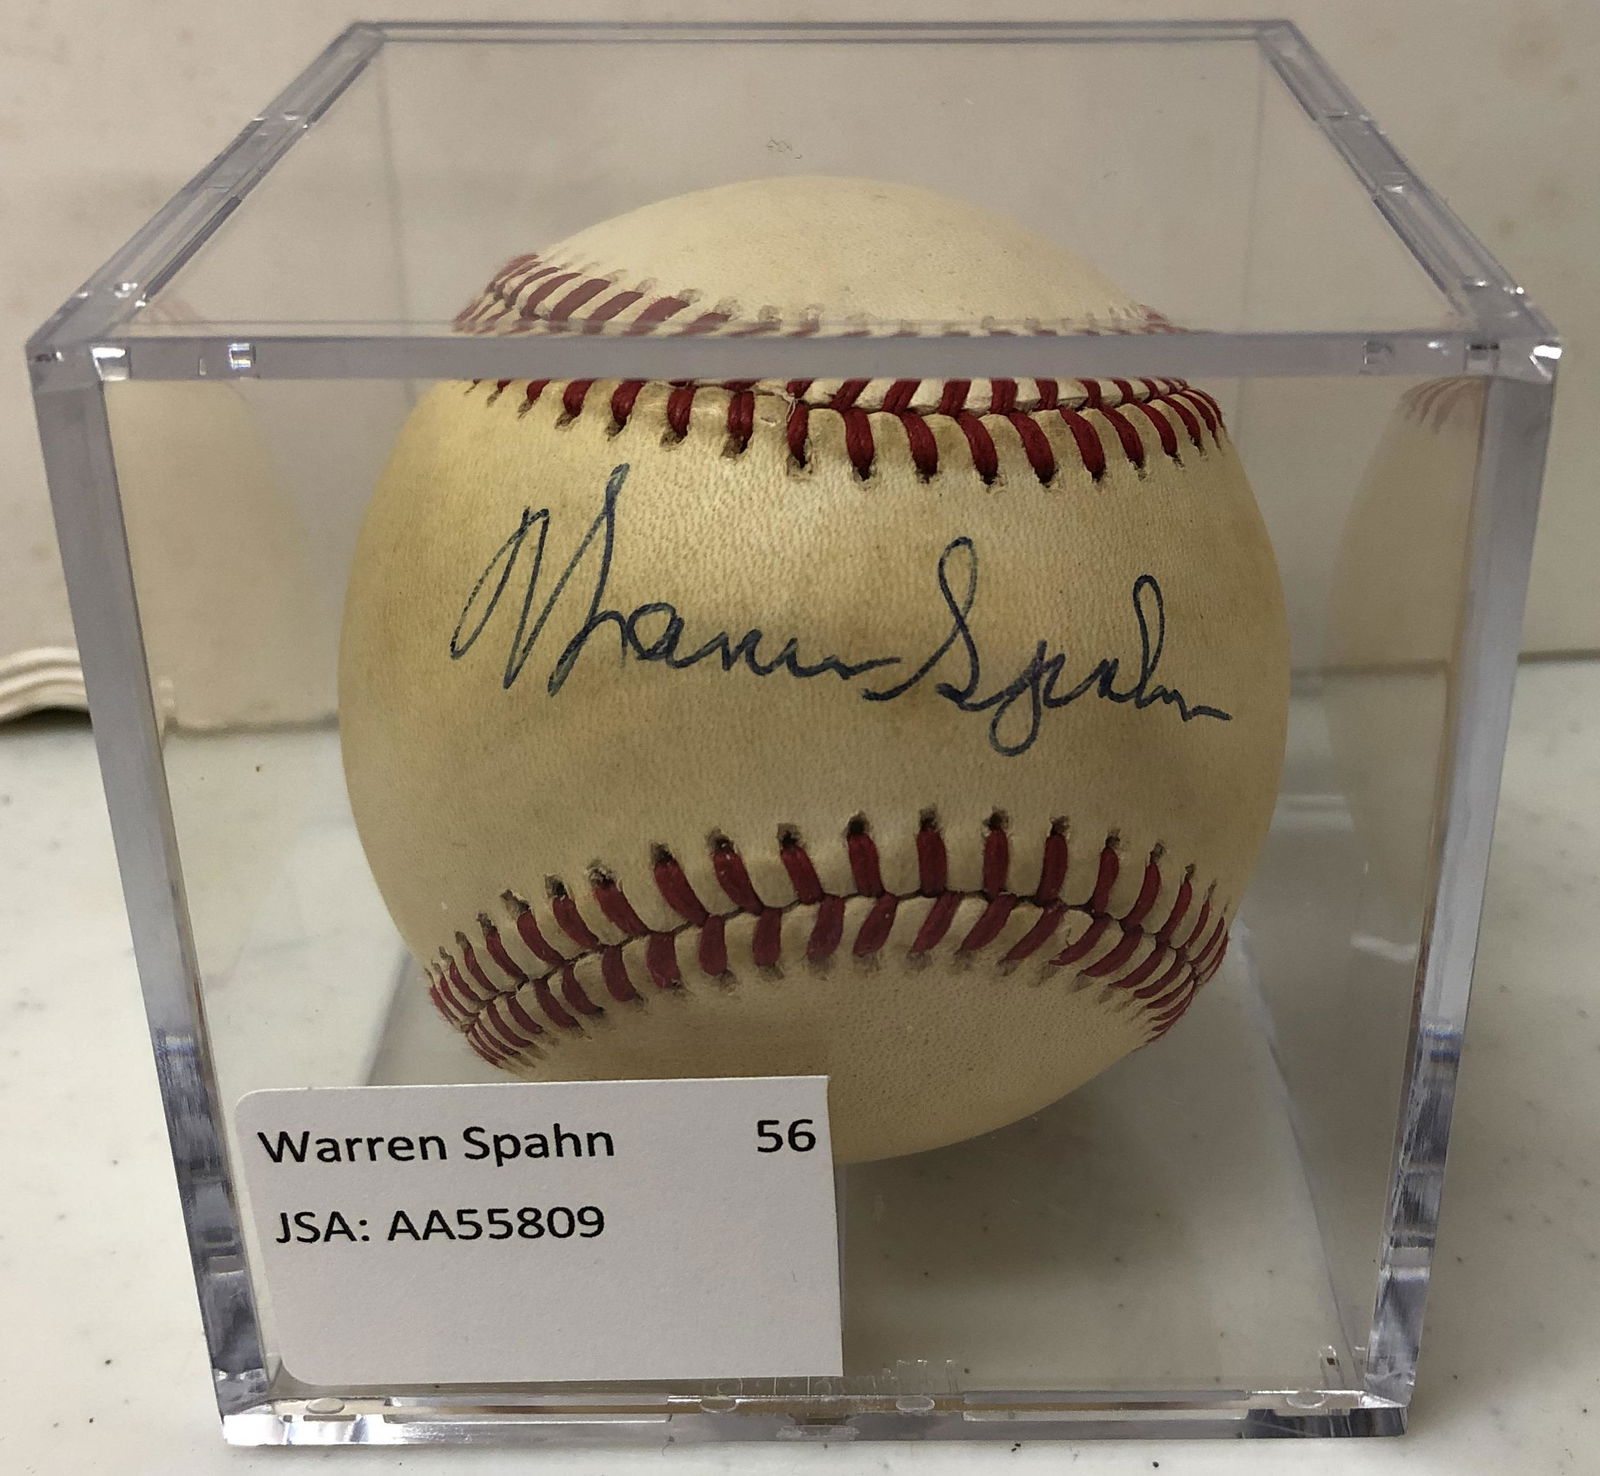 Warren Spahn
Warren Spahn 56
JSA: AA55809